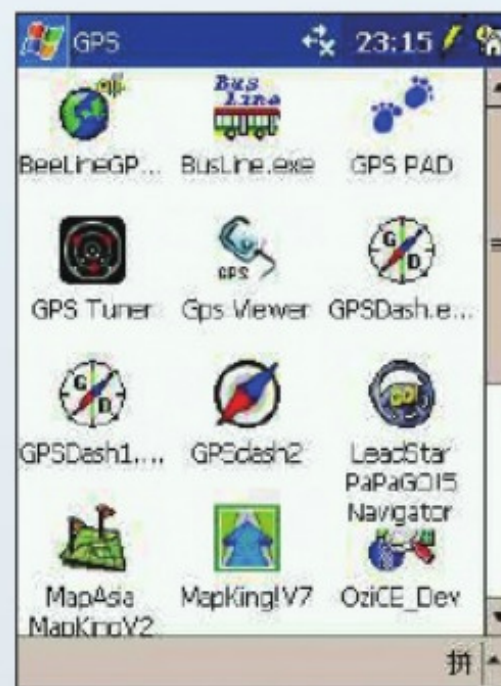 GPS 23:15
Bus
Line
BeeLineGP... BusLine.exe GPS PAD
GPS
GPS Tuner Gps Viewer GPSDash.e...
G
D
G
D
GPSDash1.... GPSdash2 LeadStar
PaPaGO!5
Navigator
MapAsia MapKing!V7 OziCE_Dev
MapKingV2
拼